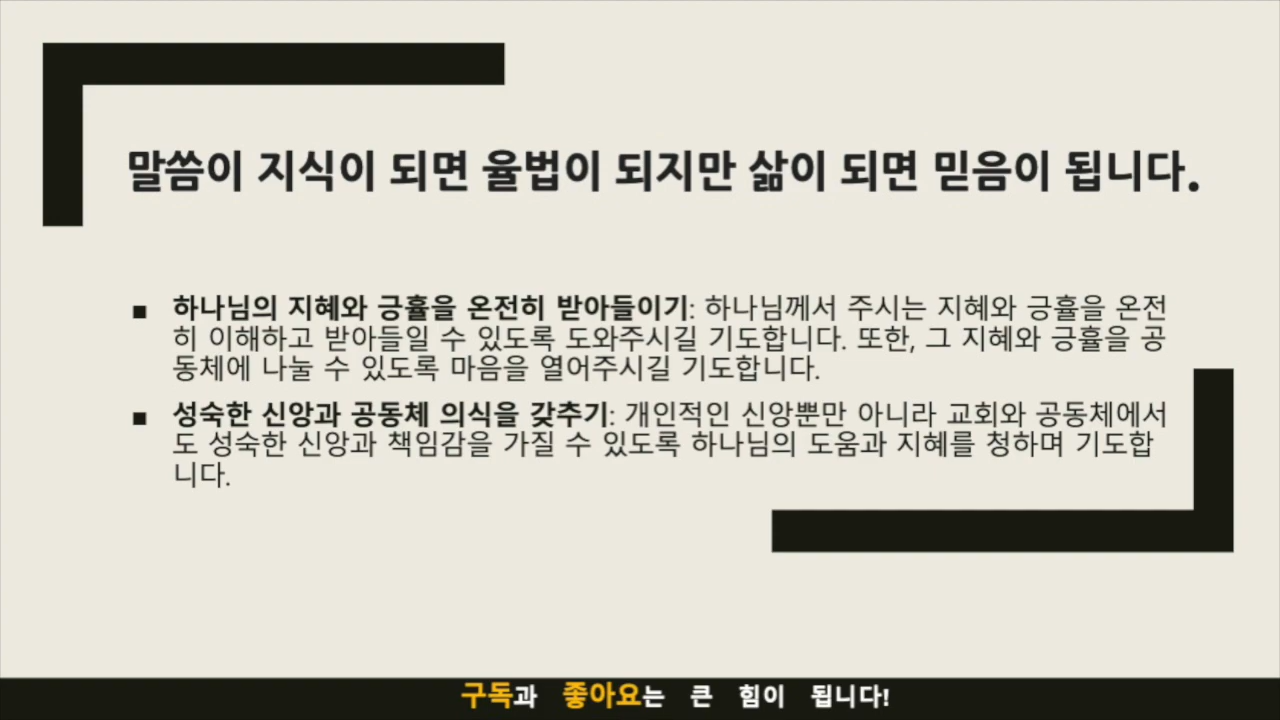 말씀이 지식이 되면 율법이 되지만 삶이 되면 믿음이 됩니다.
■ 하나님의 지혜와 긍휼을 온전히 받아들이기: 하나님께서 주시는 지혜와 긍휼을 온전
히 이해하고 받아들일 수 있도록 도와주시길 기도합니다. 또한, 그 지혜와 긍휼을 공
동체에 나눌 수 있도록 마음을 열어주시길 기도합니다.
■ 성숙한 신앙과 공동체 의식을 갖추기: 개인적인 신앙뿐만 아니라 교회와 공동체에서
도 성숙한 신앙과 책임감을 가질 수 있도록 하나님의 도움과 지혜를 청하며 기도합
니다.
구독과 좋아요는 큰 힘이 됩니다!